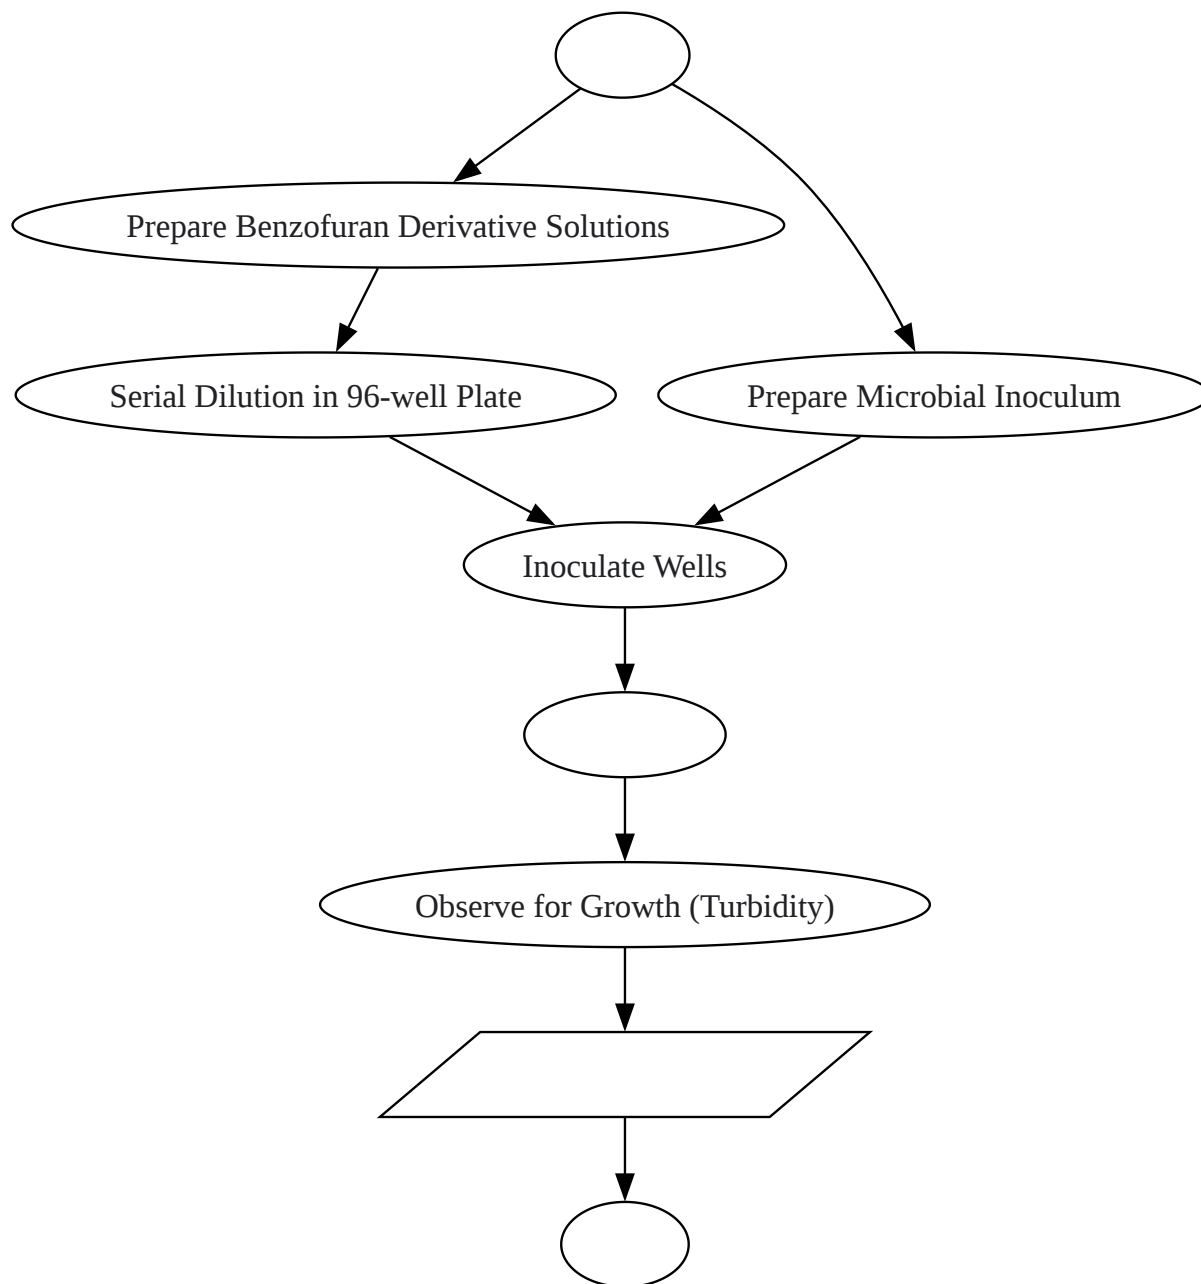 Prepare Benzofuran Derivative Solutions
Serial Dilution in 96-well Plate
Prepare Microbial Inoculum
Inoculate Wells
Observe for Growth (Turbidity)